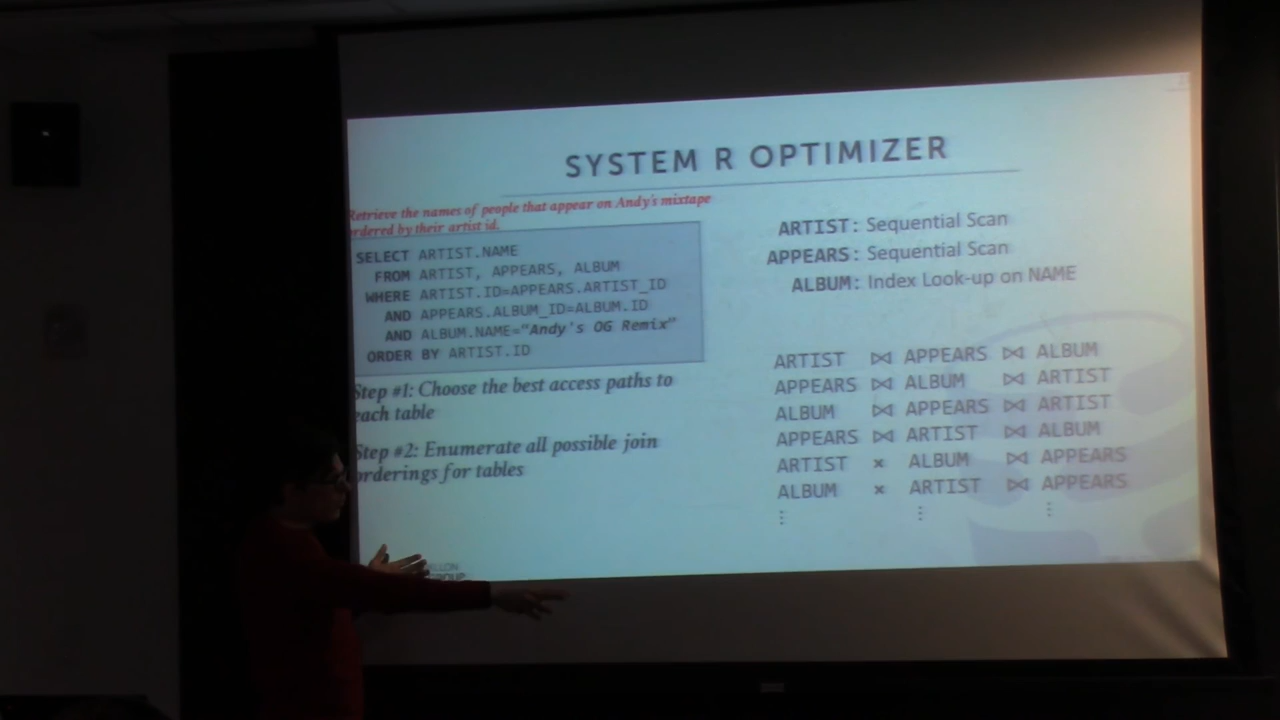 SYSTEM R OPTIMIZER
Retrieve the names of people that appear on Andy's mixtape
ordered by their artist id.
SELECT ARTIST.NAME
FROM ARTIST, APPEARS, ALBUM
WHERE ARTIST.ID=APPEARS.ARTIST_ID
AND APPEARS.ALBUM_ID=ALBUM.ID
AND ALBUM.NAME="Andy's OG Remix"
ORDER BY ARTIST.ID
Step #1: Choose the best access paths to
each table
Step #2: Enumerate all possible join
orderings for tables
ARTIST: Sequential Scan
APPEARS: Sequential Scan
ALBUM: Index Look-up on NAME
ARTIST ⋈ APPEARS ⋈ ALBUM
APPEARS ⋈ ALBUM ⋈ ARTIST
ALBUM ⋈ APPEARS ⋈ ARTIST
APPEARS ⋈ ARTIST ⋈ ALBUM
ARTIST × ALBUM ⋈ APPEARS
ALBUM × ARTIST ⋈ APPEARS
⋮ ⋮ ⋮